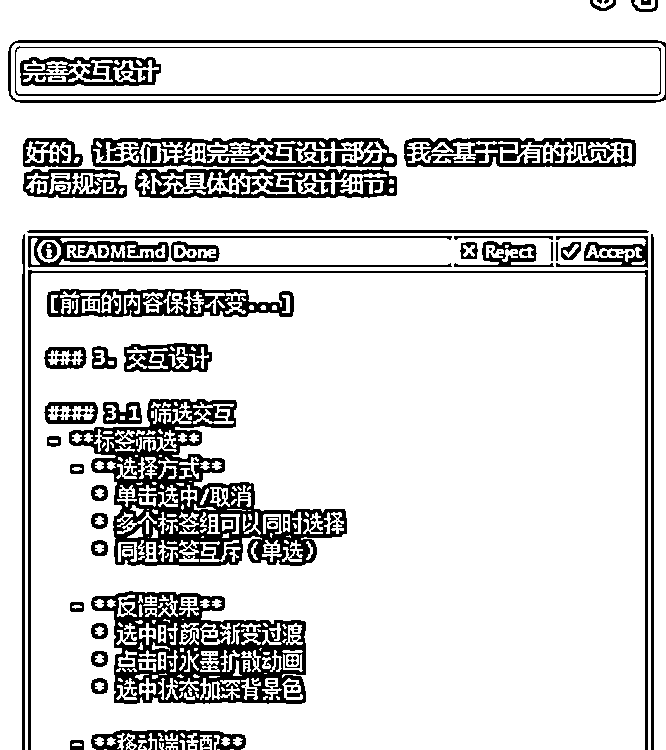 完善交互设计
好的，让我们详细完善交互设计部分。我会基于已有的视觉和
布局规范，补充具体的交互设计细节：
README.md Done Reject Accept
[前面的内容保持不变...]
### 3. 交互设计
#### 3.1 筛选交互
- **标签筛选**
- **选择方式**
* 单击选中/取消
* 多个标签组可以同时选择
* 同组标签互斥（单选）
- **反馈效果**
* 选中时颜色渐变过渡
* 点击时水墨扩散动画
* 选中状态加深背景色
- **移动端适配**